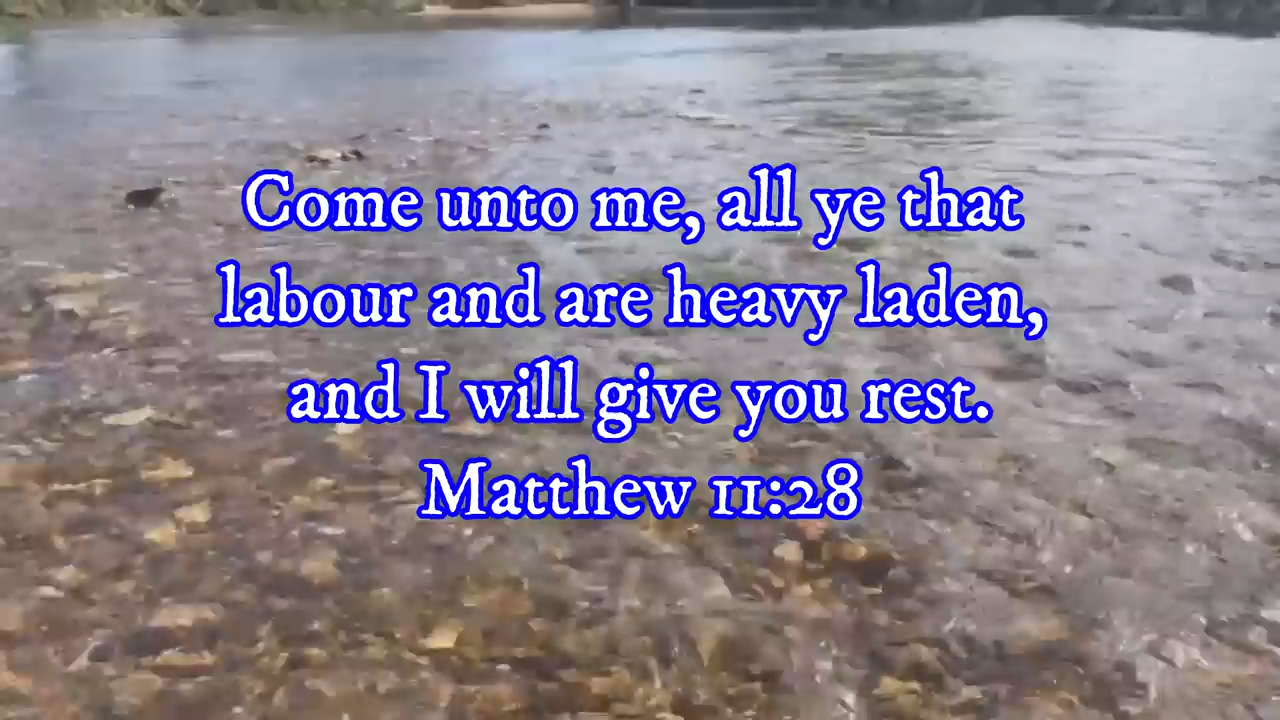 Come unto me, all ye that
labour and are heavy laden,
and I will give you rest.
Matthew 11:28